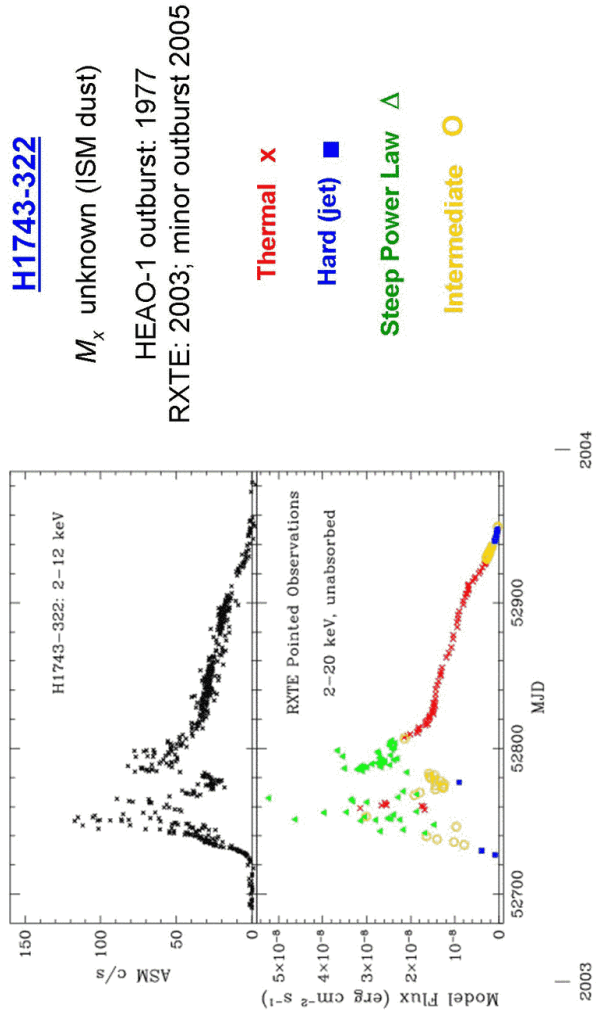 H1743-322
Mx unknown (ISM dust)
HEAO-1 outburst: 1977
RXTE: 2003; minor outburst 2005
Thermal x
Hard (jet) ■
Steep Power Law △
Intermediate O
H1743-322: 2-12 keV
ASM c/s
150
100
50
0
RXTE Pointed Observations
2-20 keV, unabsorbed
Model Flux (erg cm⁻² s⁻¹)
5×10⁻⁸
4×10⁻⁸
3×10⁻⁸
2×10⁻⁸
10⁻⁸
0
52700
52800
52900
MJD
2003
2004